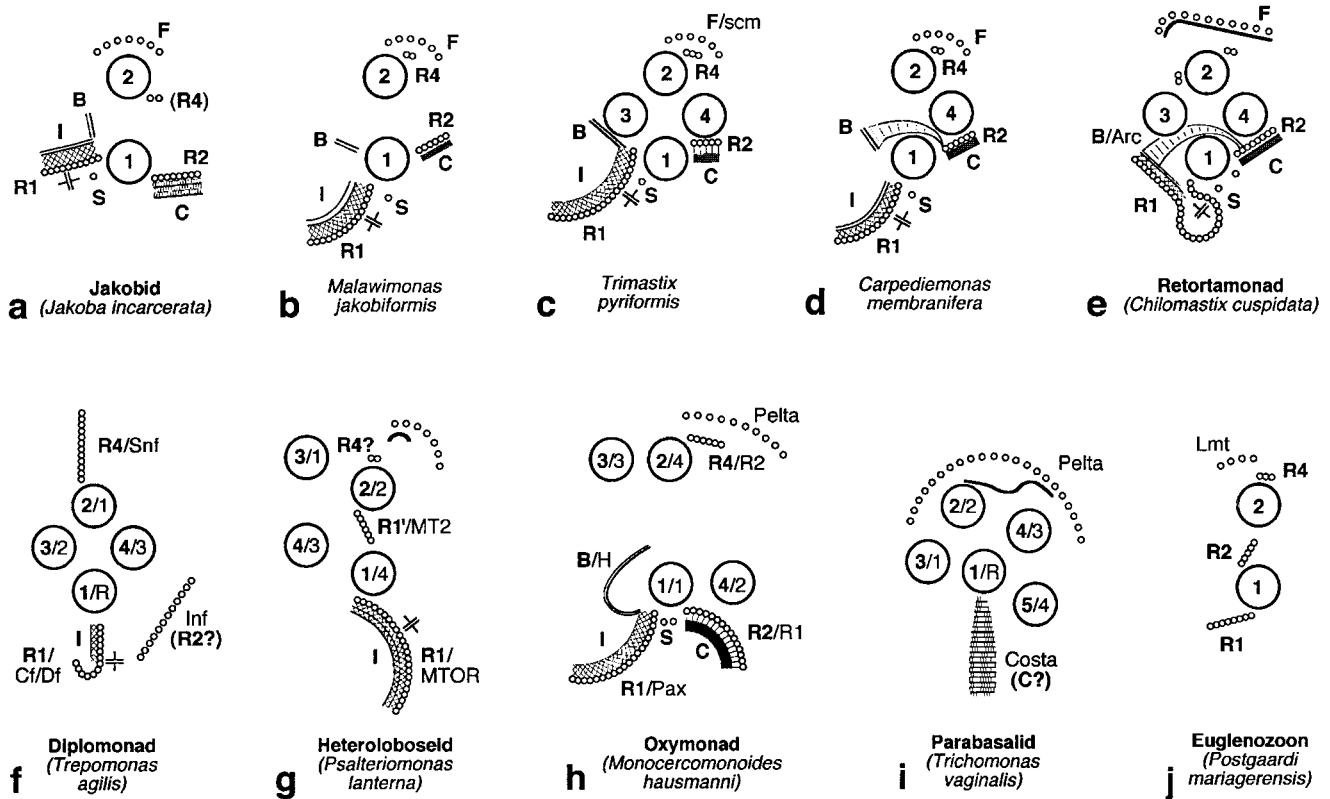 F
2
(R4)
B
I
1
R2
R1
S
C
a
Jakobid
(Jakoba incarcerata)
F
2
R4
B
1
R2
C
I
S
R1
b
Malawimonas
jakobiformis
F/scm
2
R4
3
4
B
1
R2
I
C
S
R1
c
Trimastix
pyriformis
F
2
R4
4
B
1
R2
C
I
S
R1
d
Carpediemonas
membranifera
F
2
3
4
B/Arc
1
R2
C
R1
S
e
Retortamonad
(Chilomastix cuspidata)
R4/Snf
2/1
3/2
4/3
1/R
I
Inf
(R2?)
R1/
Cf/Df
f
Diplomonad
(Trepomonas
agilis)
3/1
R4?
2/2
R1'/MT2
4/3
1/4
I
R1/
MTOR
g
Heteroloboseid
(Psalteriomonas
lanterna)
Pelta
3/3
2/4
R4/R2
B/H
1/1
4/2
I
S
C
R2/R1
R1/Pax
h
Oxymonad
(Monocercomonoides
hausmanni)
Pelta
2/2
4/3
3/1
1/R
5/4
Costa
(C?)
i
Parabasalid
(Trichomonas
vaginalis)
Lmt
R4
2
R2
1
R1
j
Euglenozoon
(Postgaardi
mariagerensis)